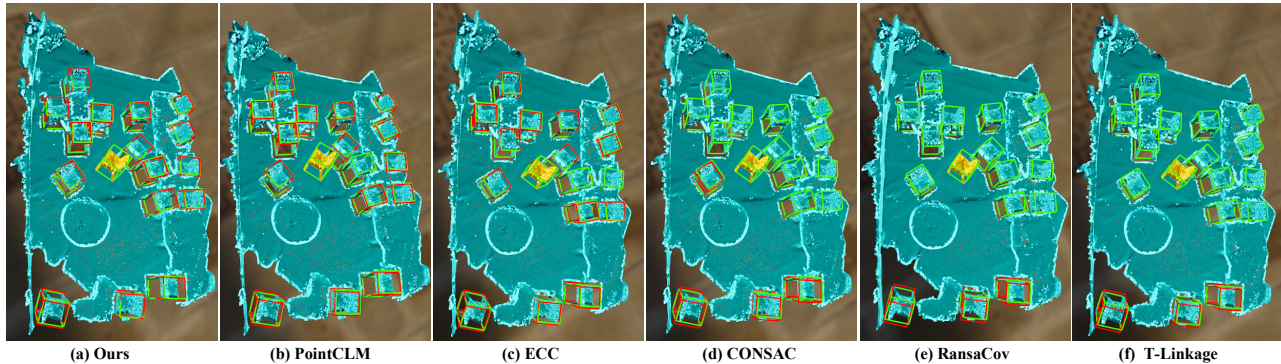 (a) Ours
(b) PointCLM
(c) ECC
(d) CONSAC
(e) RansaCov
(f) T-Linkage